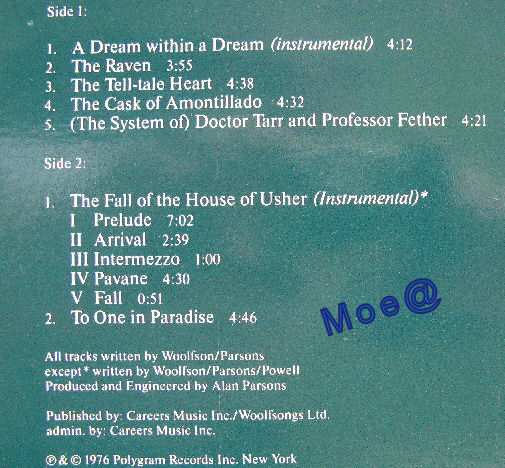 Side 1:
1. A Dream within a Dream (instrumental) 4:12
2. The Raven 3:55
3. The Tell-tale Heart 4:38
4. The Cask of Amontillado 4:32
5. (The System of) Doctor Tarr and Professor Fether 4:21
Side 2:
1. The Fall of the House of Usher (Instrumental)*
I Prelude 7:02
II Arrival 2:39
III Intermezzo 1:00
IV Pavane 4:30
V Fall 0:51
2. To One in Paradise 4:46
Moe@
All tracks written by Woolfson/Parsons
except* written by Woolfson/Parsons/Powell
Produced and Engineered by Alan Parsons
Published by: Careers Music Inc./Woolfsongs Ltd.
admin. by: Careers Music Inc.
℗ & © 1976 Polygram Records Inc. New York